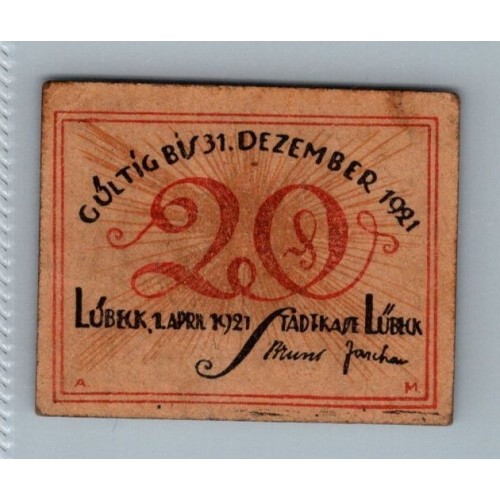 GÜLTIG BIS 31. DEZEMBER 1921
20
LÜBECK, 1. APRIL 1921 STADTKASSE LÜBECK
A. M.